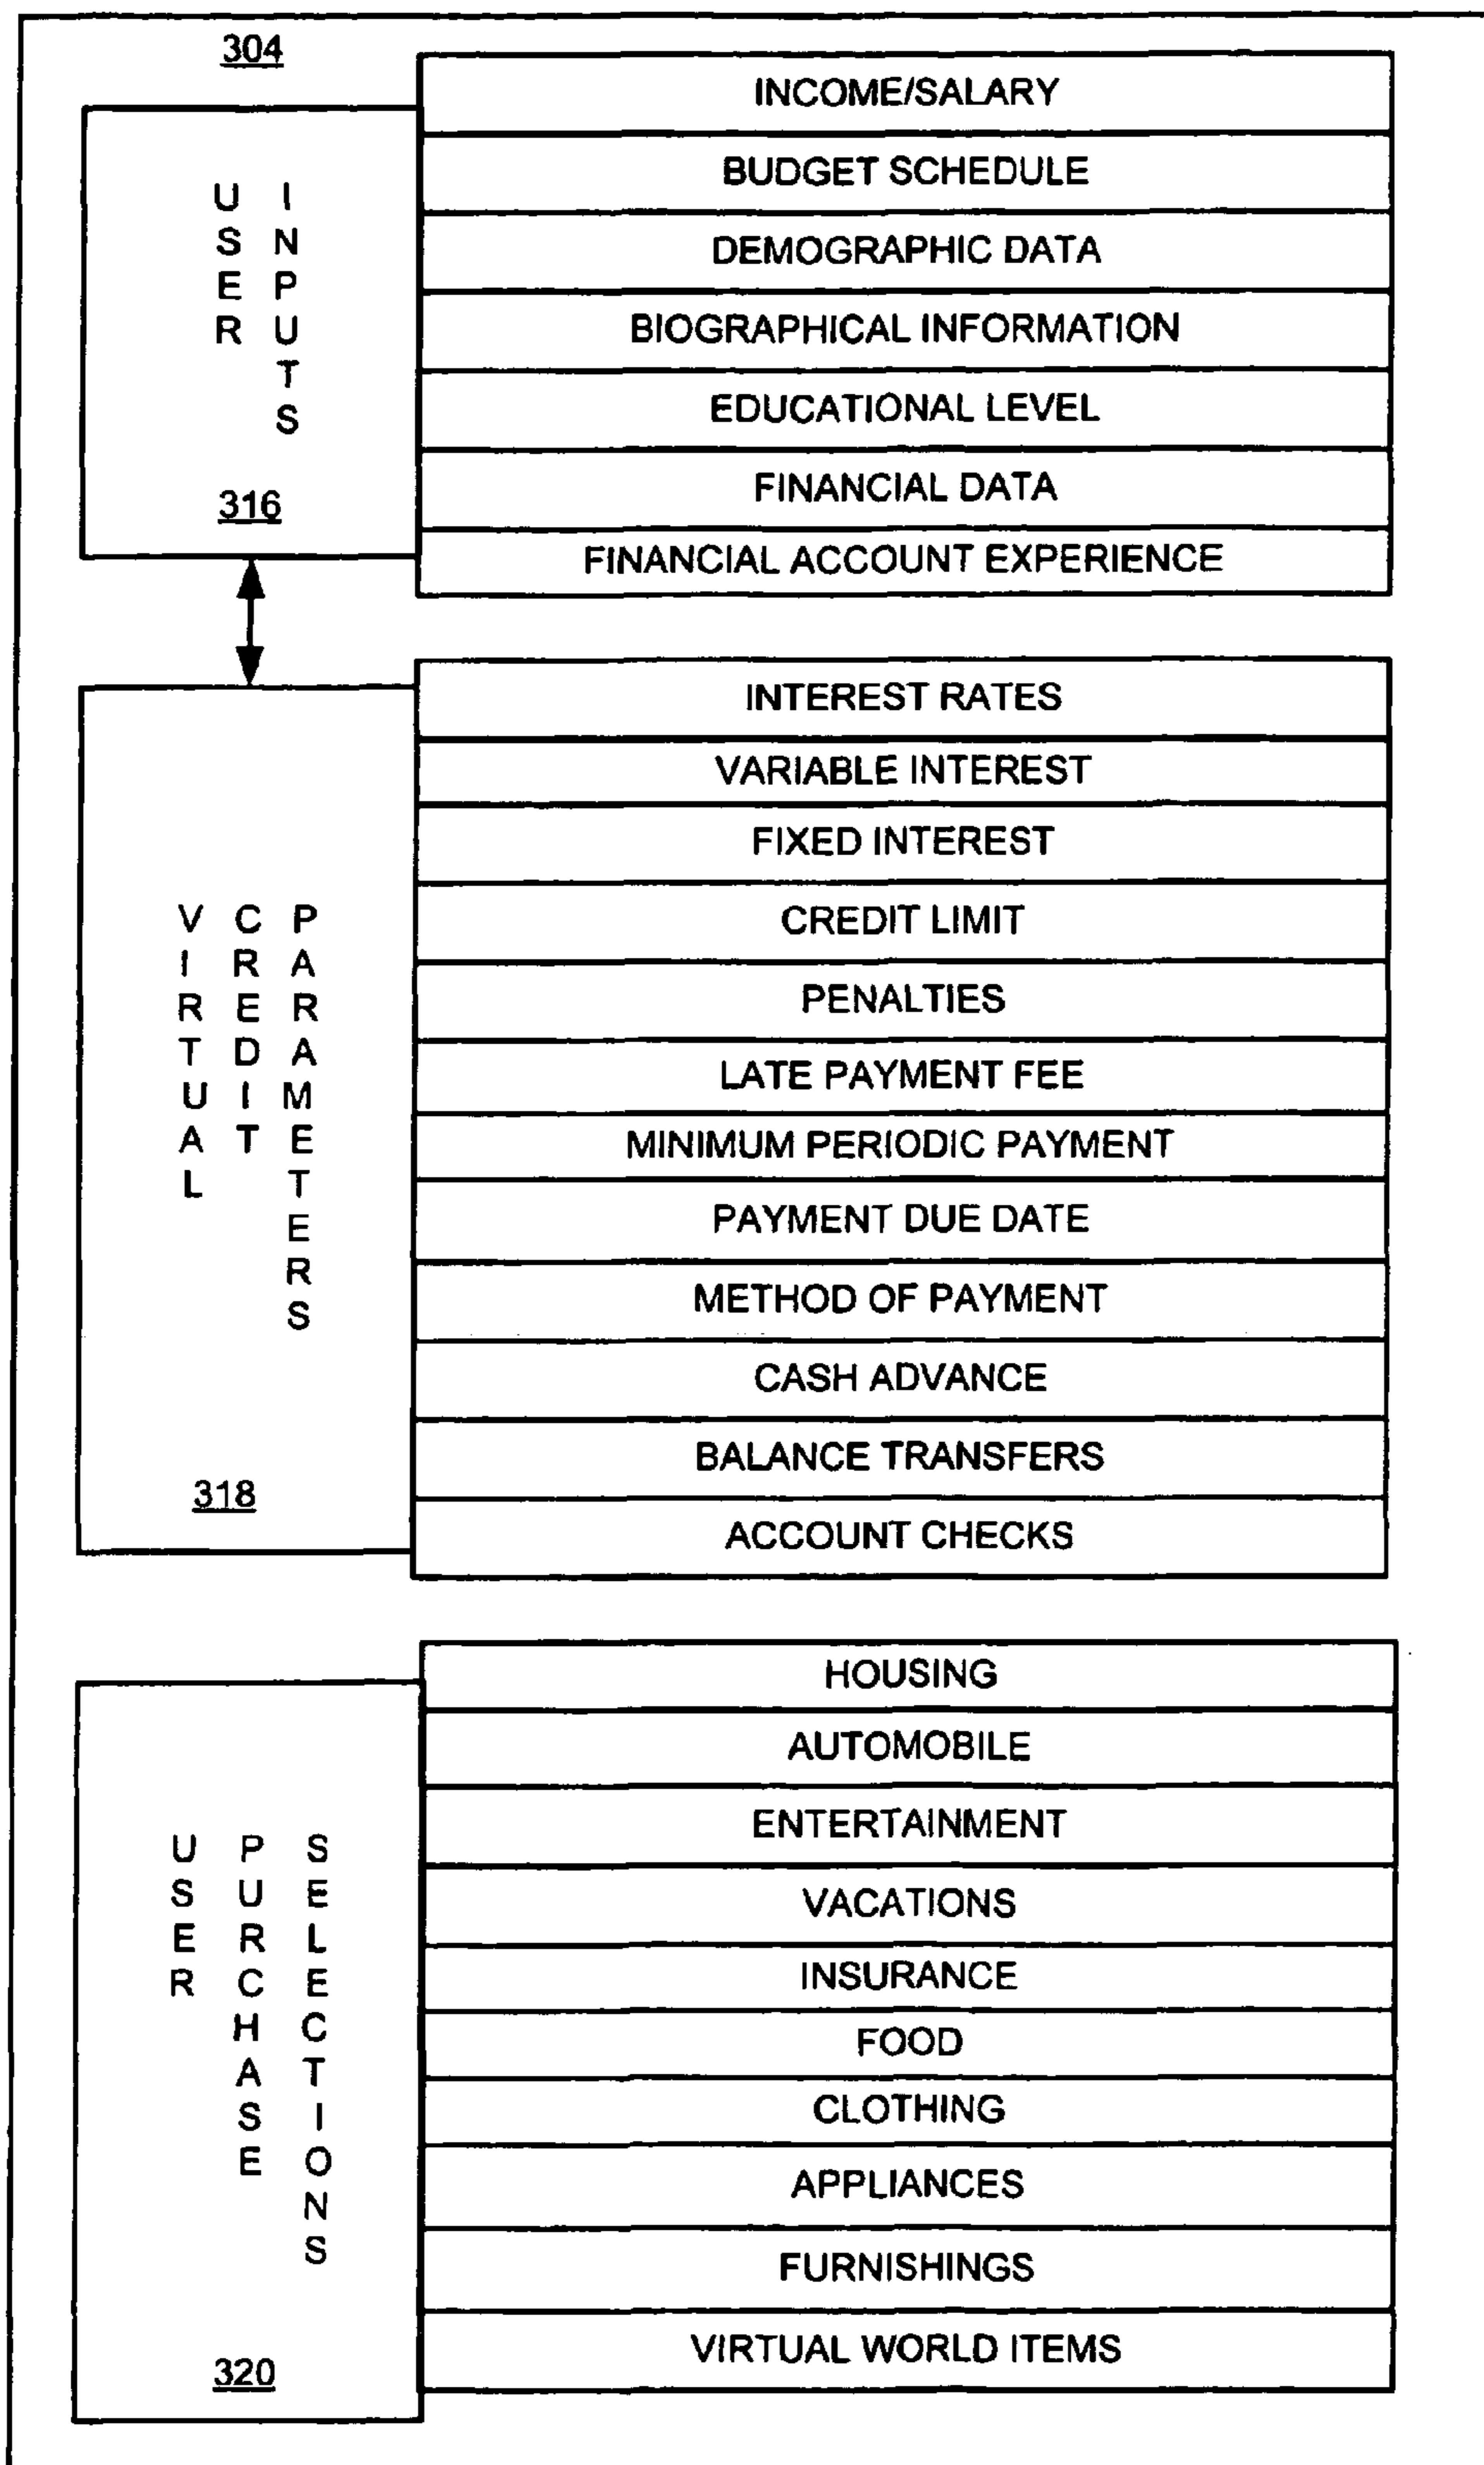 304
USER INPUTS
316
INCOME/SALARY
BUDGET SCHEDULE
DEMOGRAPHIC DATA
BIOGRAPHICAL INFORMATION
EDUCATIONAL LEVEL
FINANCIAL DATA
FINANCIAL ACCOUNT EXPERIENCE
VIRTUAL CREDIT PARAMETERS
318
INTEREST RATES
VARIABLE INTEREST
FIXED INTEREST
CREDIT LIMIT
PENALTIES
LATE PAYMENT FEE
MINIMUM PERIODIC PAYMENT
PAYMENT DUE DATE
METHOD OF PAYMENT
CASH ADVANCE
BALANCE TRANSFERS
ACCOUNT CHECKS
USER PURCHASE SELECTIONS
320
HOUSING
AUTOMOBILE
ENTERTAINMENT
VACATIONS
INSURANCE
FOOD
CLOTHING
APPLIANCES
FURNISHINGS
VIRTUAL WORLD ITEMS